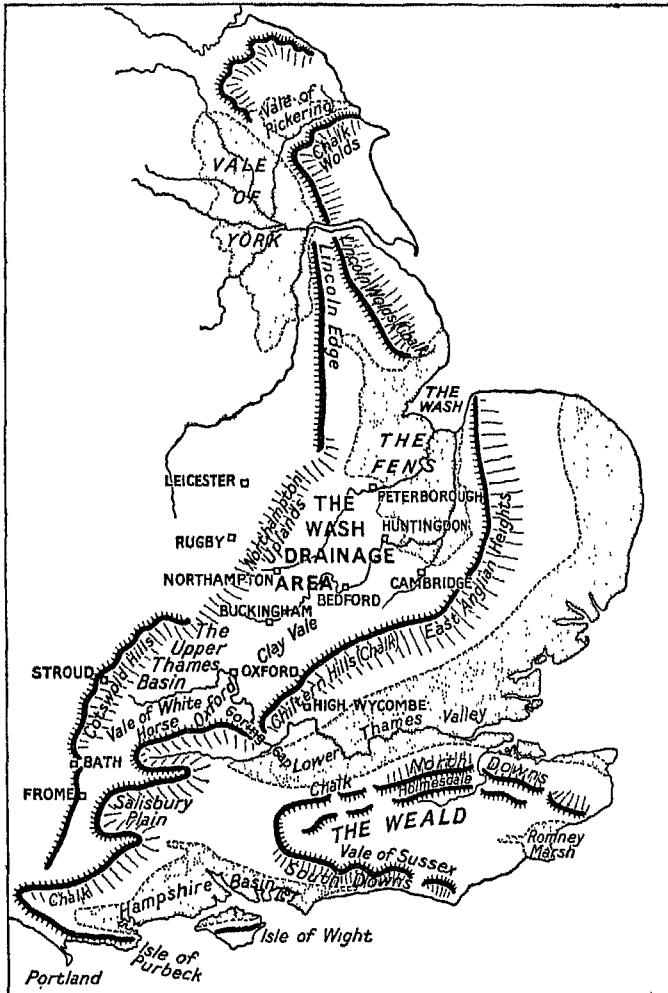 Vale of
Pickering
Chalk
Wolds
VALE
OF
YORK
Lincoln Edge
Lincoln Wolds (Chalk)
THE
WASH
THE
FENS
LEICESTER
PETERBOROUGH
Northampton
Uplands
THE
WASH
DRAINAGE
AREA
HUNTINGDON
RUGBY
NORTHAMPTON
CAMBRIDGE
BEDFORD
East Anglian Heights
BUCKINGHAM
Clay Vale
The
Upper
Thames
Basin
Cotswold Hills
STROUD
OXFORD
Oxford
Chiltern Hills (Chalk)
Vale of White
Horse
Goring Gap
HIGH WYCOMBE
Lower Thames Valley
BATH
FROME
Salisbury
Plain
Chalk
North Downs
Holmesdale
THE WEALD
Vale of Sussex
Romney
Marsh
South Downs
Chalk
Hampshire Basin
Isle of
Purbeck
Isle of Wight
Portland